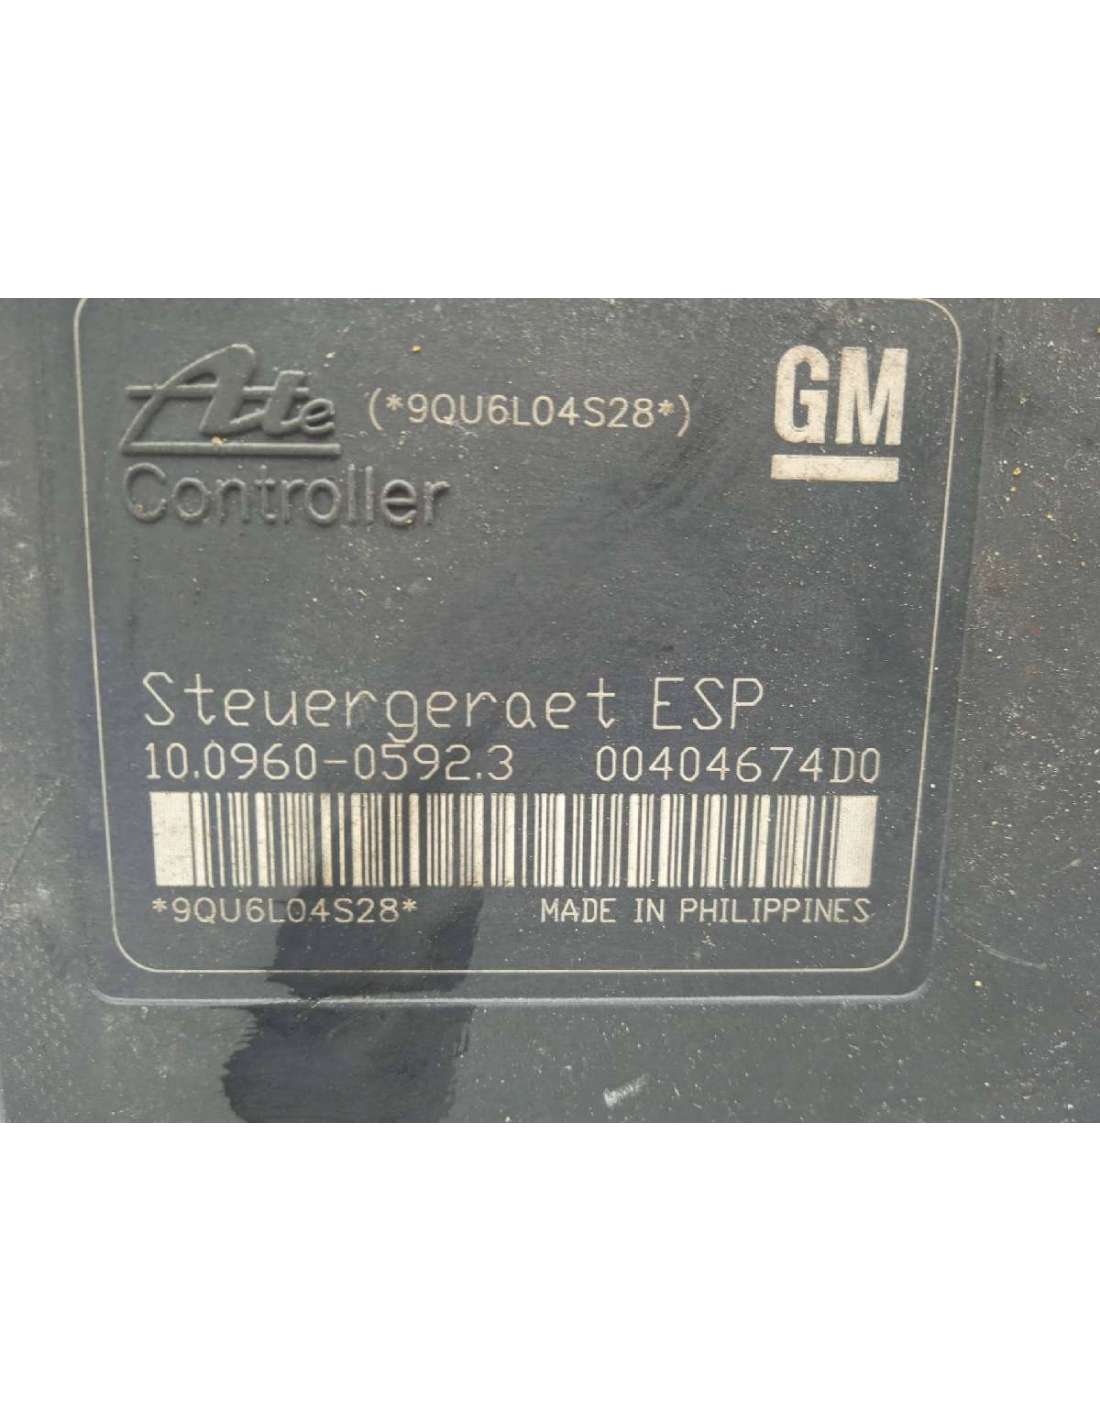 Ate (*9QU6L04S28*) GM
Controller
Steuergeraet ESP
10.0960-0592.3 00404674D0
*9QU6L04S28* MADE IN PHILIPPINES